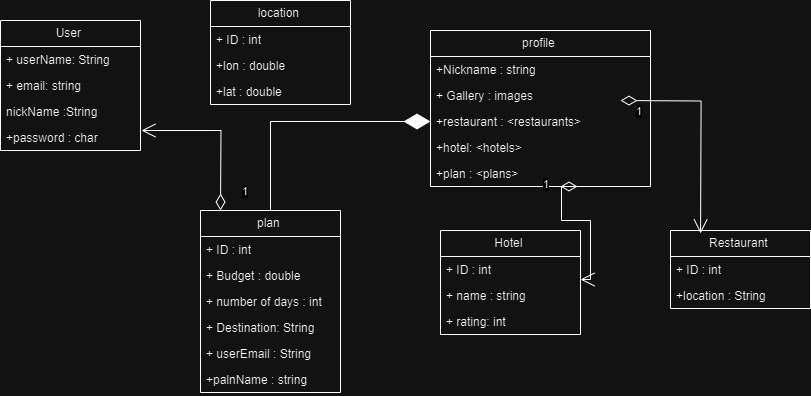 User
+ userName: String
+ email: string
nickName :String
+password : char
location
+ ID : int
+lon : double
+lat : double
profile
+Nickname : string
+ Gallery : images
+restaurant : <restaurants>
+hotel: <hotels>
+plan : <plans>
1
1
1
plan
+ ID : int
+ Budget : double
+ number of days : int
+ Destination: String
+ userEmail : String
+palnName : string
Hotel
+ ID : int
+ name : string
+ rating: int
Restaurant
+ ID : int
+location : String